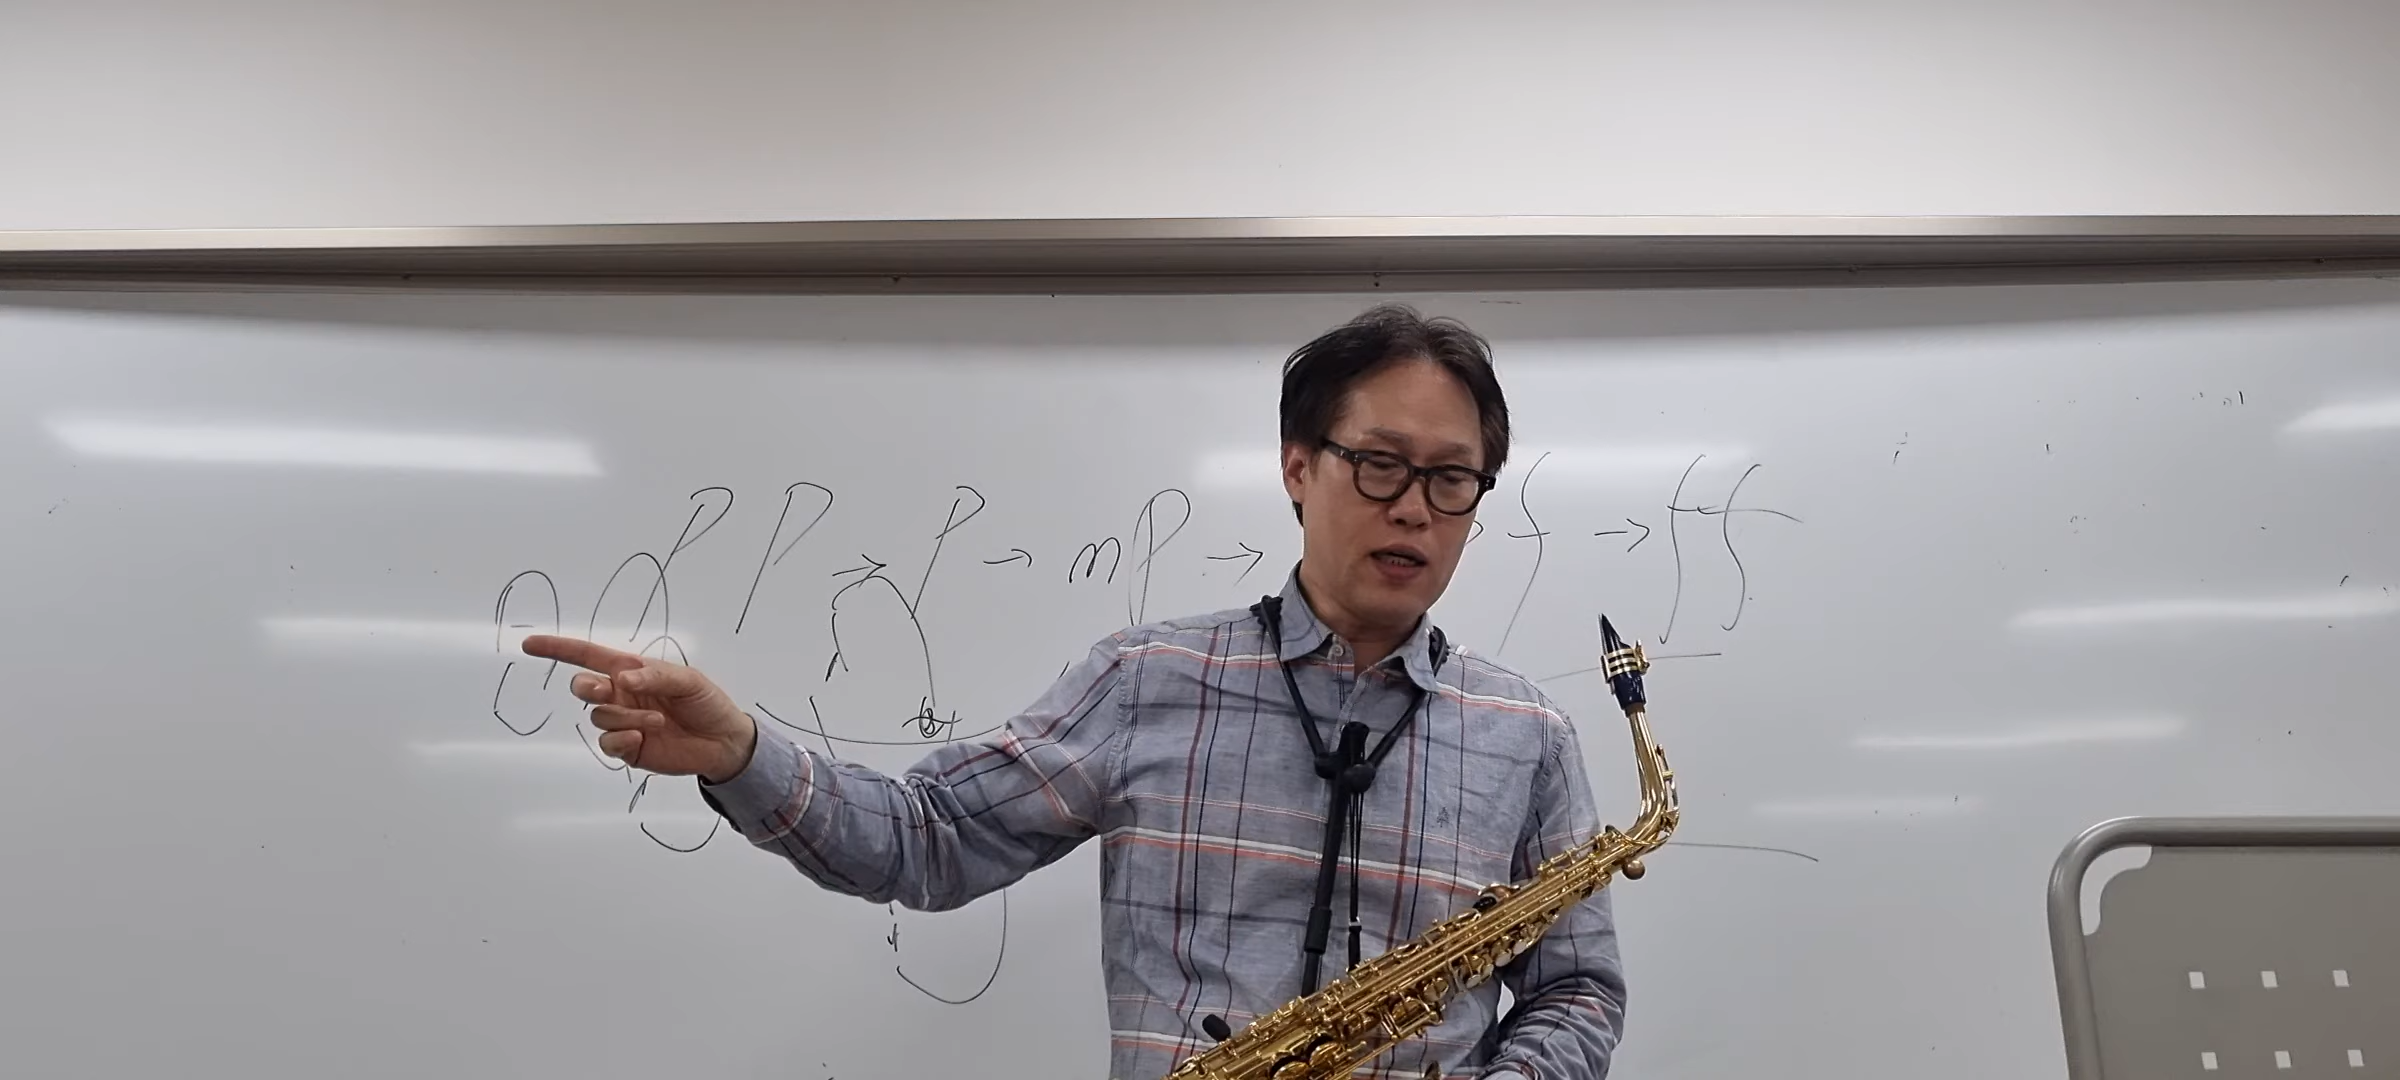 PP → P → mP → f → ff